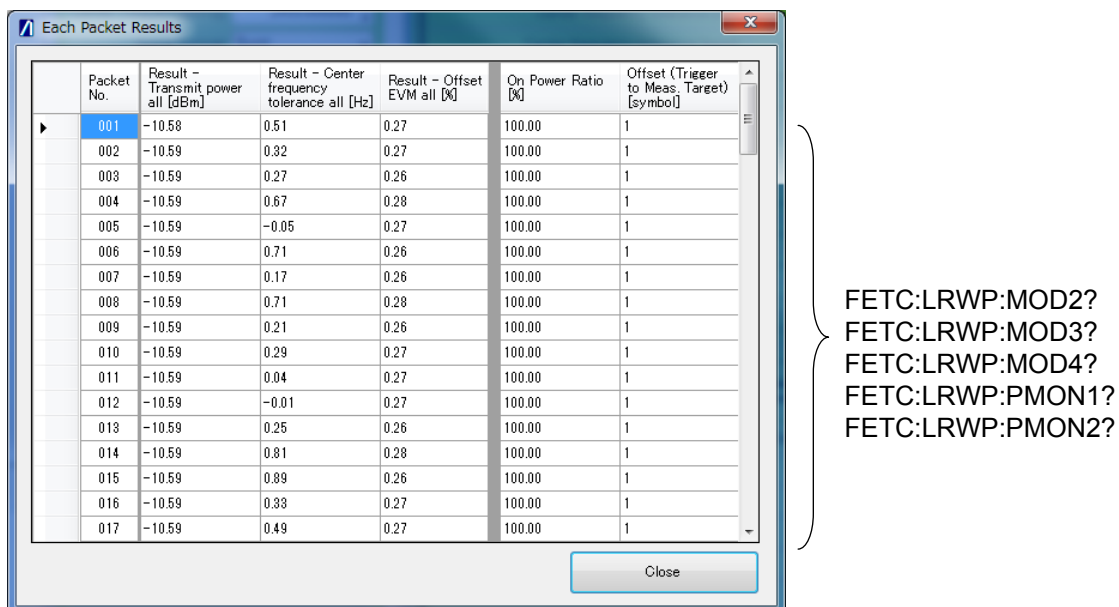 Each Packet Results
x
Packet No. Result - Transmit power all [dBm] Result - Center frequency tolerance all [Hz] Result - Offset EVM all [%] On Power Ratio [%] Offset (Trigger to Meas. Target) [symbol]
001 -10.58 0.51 0.27 100.00 1
002 -10.59 0.32 0.27 100.00 1
003 -10.59 0.27 0.26 100.00 1
004 -10.59 0.67 0.28 100.00 1
005 -10.59 -0.05 0.27 100.00 1
006 -10.59 0.71 0.26 100.00 1
007 -10.59 0.17 0.26 100.00 1
008 -10.59 0.71 0.28 100.00 1
009 -10.59 0.21 0.26 100.00 1
010 -10.59 0.29 0.27 100.00 1
011 -10.59 0.04 0.27 100.00 1
012 -10.59 -0.01 0.27 100.00 1
013 -10.59 0.25 0.26 100.00 1
014 -10.59 0.81 0.28 100.00 1
015 -10.59 0.89 0.26 100.00 1
016 -10.59 0.33 0.27 100.00 1
017 -10.59 0.49 0.27 100.00 1
Close
FETC:LRWP:MOD2?
FETC:LRWP:MOD3?
FETC:LRWP:MOD4?
FETC:LRWP:PMON1?
FETC:LRWP:PMON2?